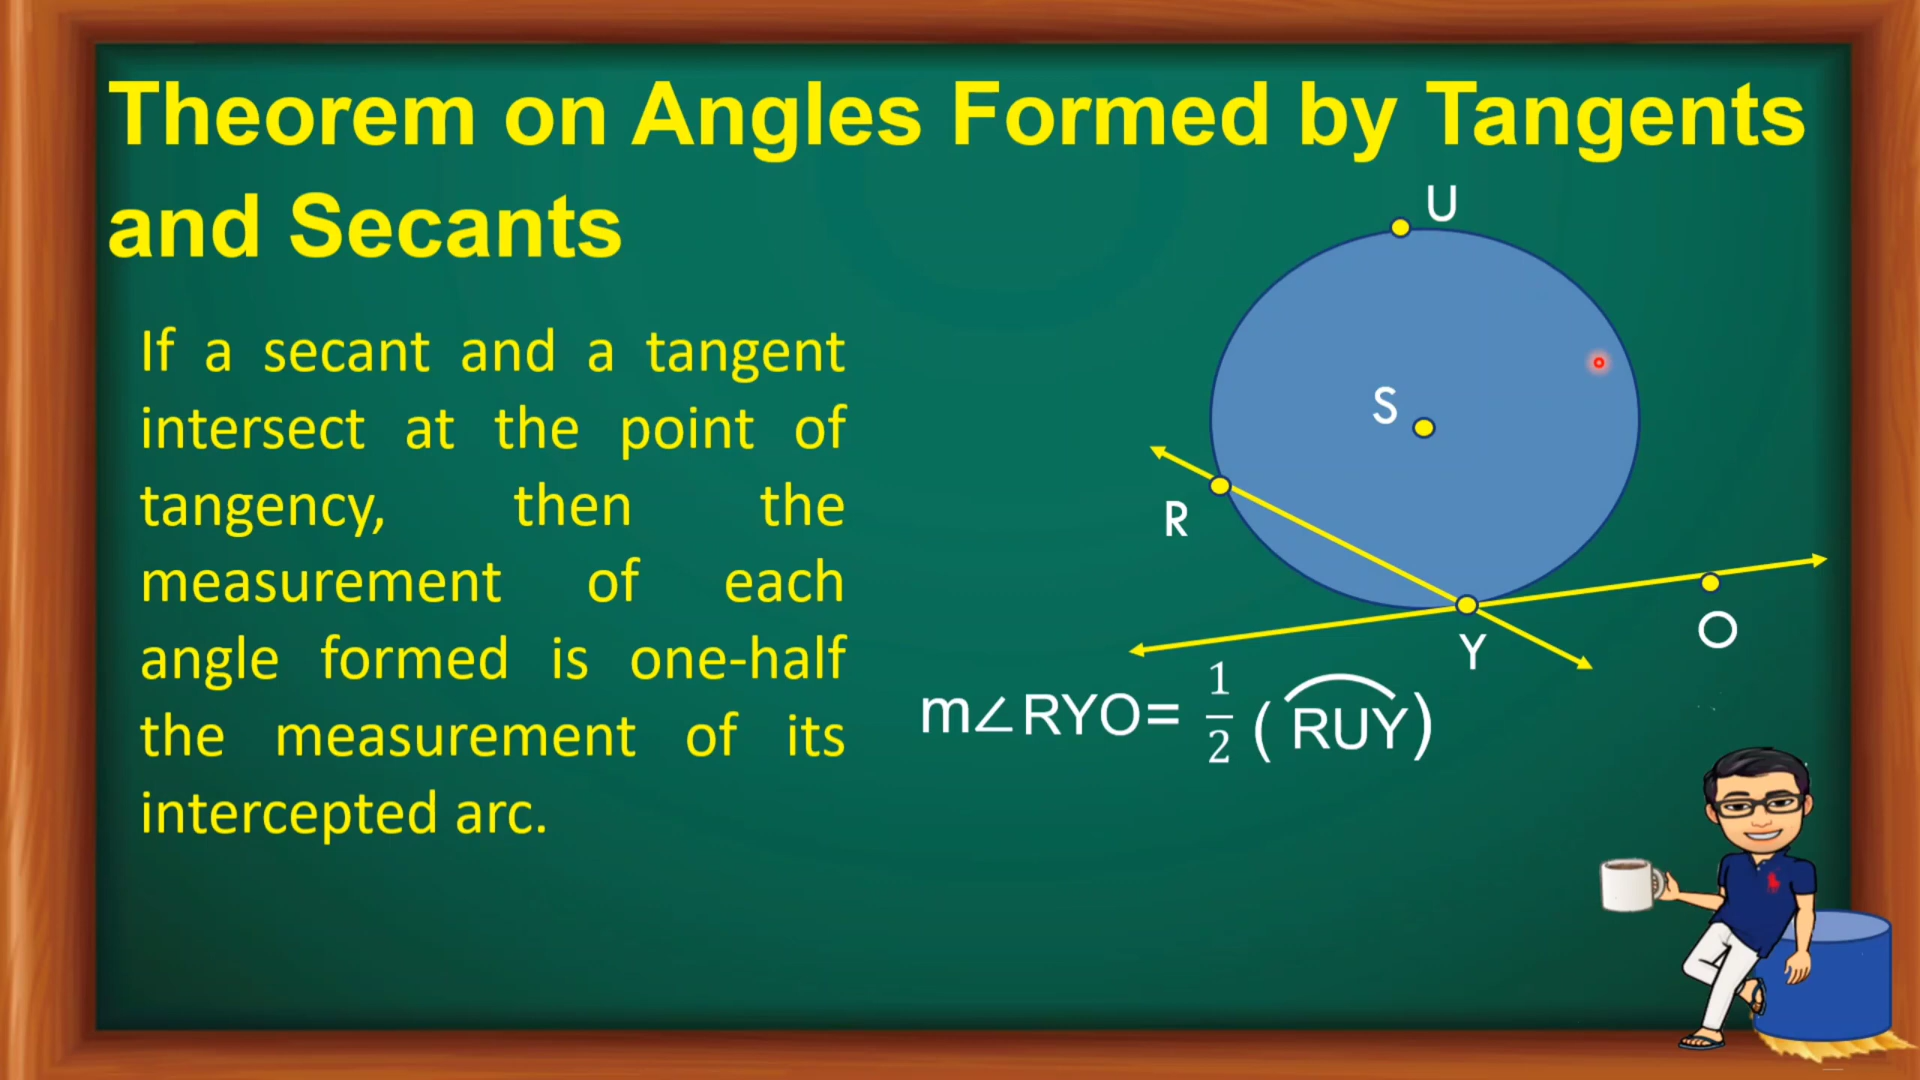 Theorem on Angles Formed by Tangents
and Secants
If a secant and a tangent
intersect at the point of
tangency, then the
measurement of each
angle formed is one-half
the measurement of its
intercepted arc.
U
S
R
Y
O
m∠RYO= 1/2 (RUY)